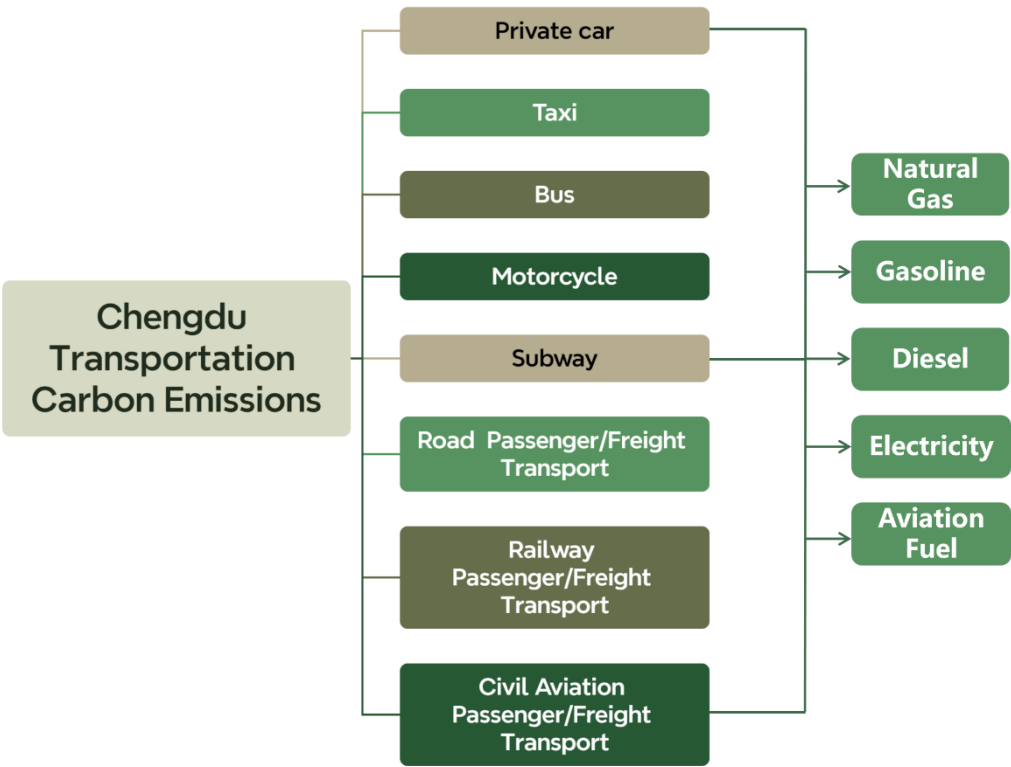 Chengdu
Transportation
Carbon Emissions
Private car
Taxi
Bus
Motorcycle
Subway
Road Passenger/Freight
Transport
Railway
Passenger/Freight
Transport
Civil Aviation
Passenger/Freight
Transport
Natural
Gas
Gasoline
Diesel
Electricity
Aviation
Fuel